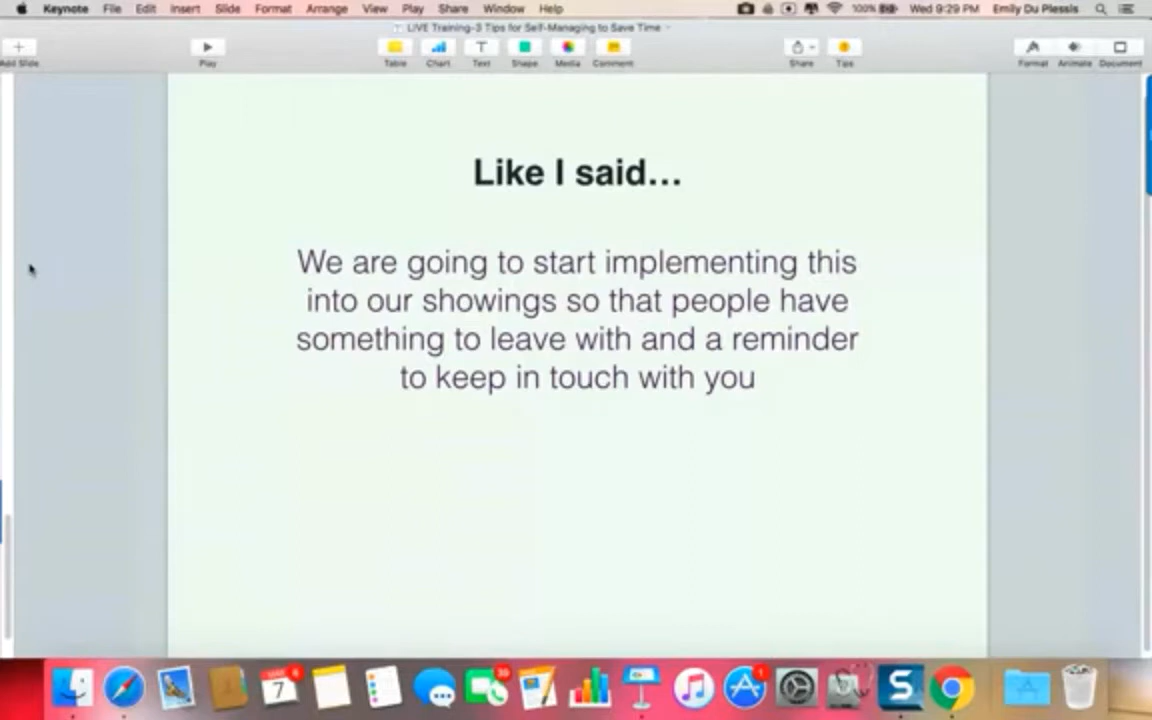 Keynote File Edit Insert Slide Format Arrange View Play Share Window Help 100% Wed 9:29 PM Emily Du Plessis
LIVE Training-3 Tips for Self-Managing to Save Time
Add Slide Play Table Chart Text Shape Media Comment Share Tips Format Animate Document
Like I said...
We are going to start implementing this
into our showings so that people have
something to leave with and a reminder
to keep in touch with you
7